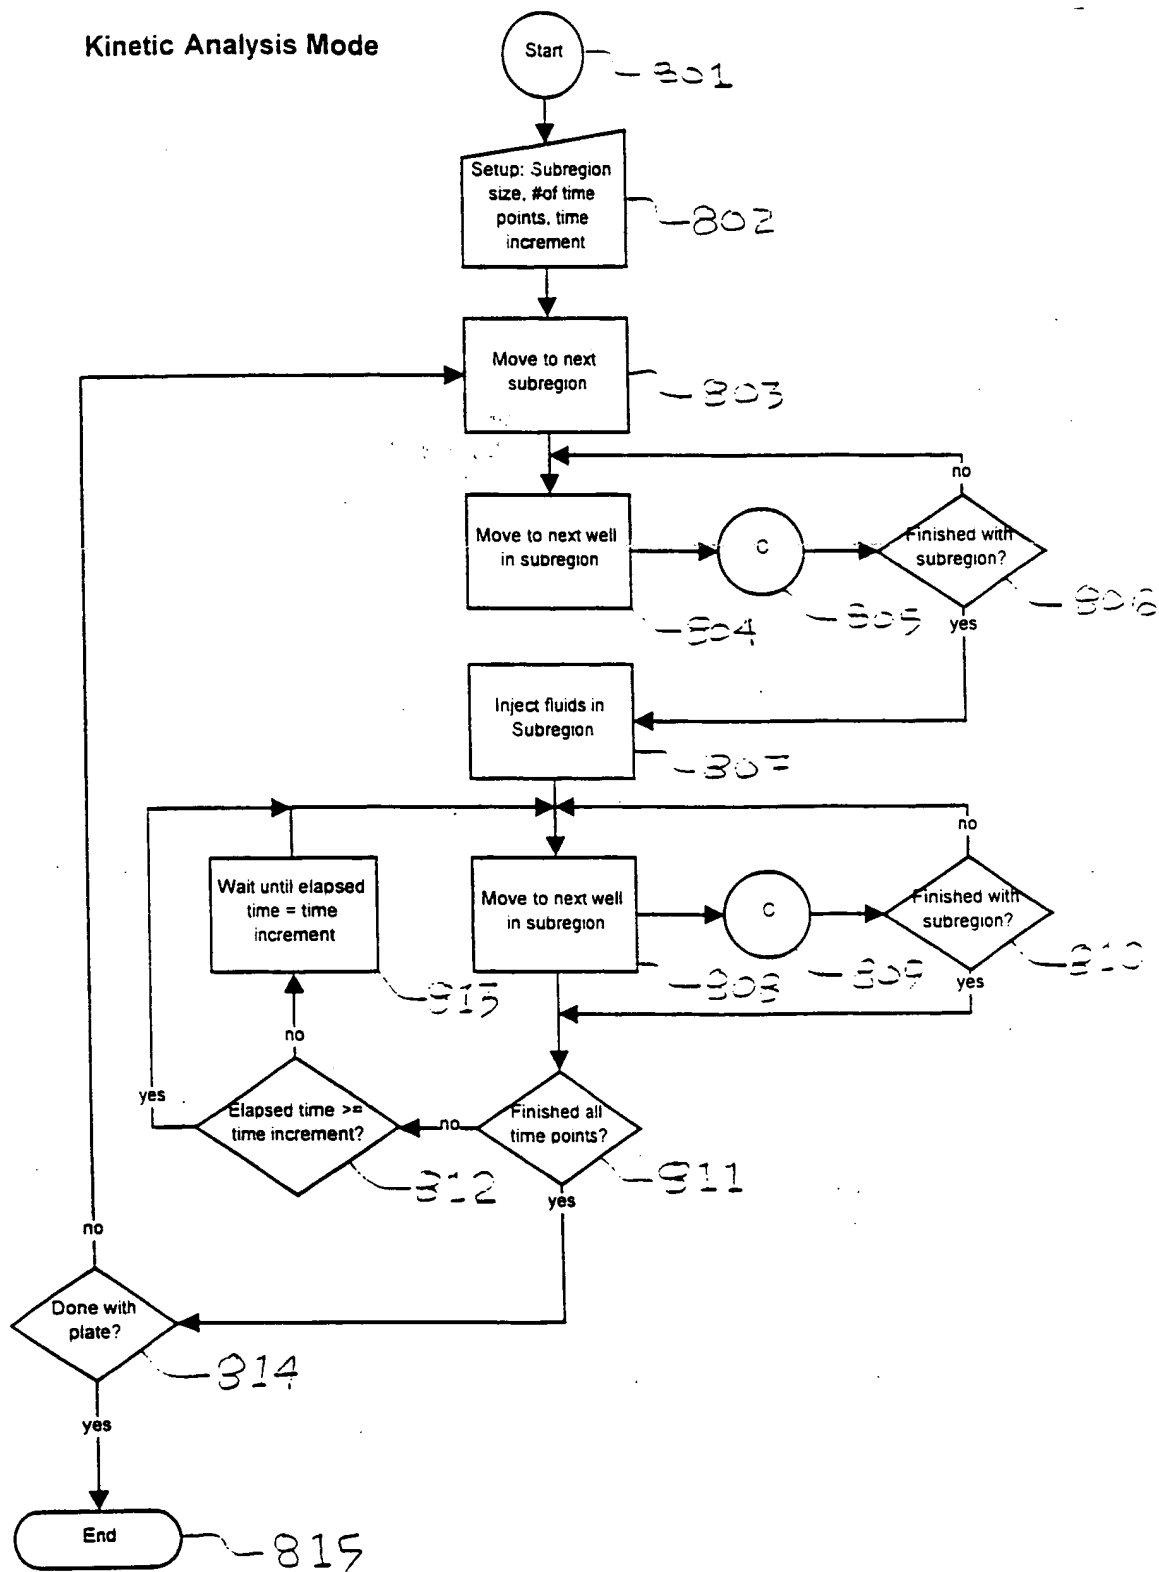 Kinetic Analysis Mode
Start
801
Setup: Subregion
size, #of time
points, time
increment
802
Move to next
subregion
803
no
Move to next well
in subregion
C
Finished with
subregion?
804
805
806
yes
Inject fluids in
Subregion
807
no
Wait until elapsed
time = time
increment
Move to next well
in subregion
C
Finished with
subregion?
813
808
809
810
yes
no
yes
Elapsed time >=
time increment?
no
Finished all
time points?
812
811
yes
no
Done with
plate?
814
yes
End
815